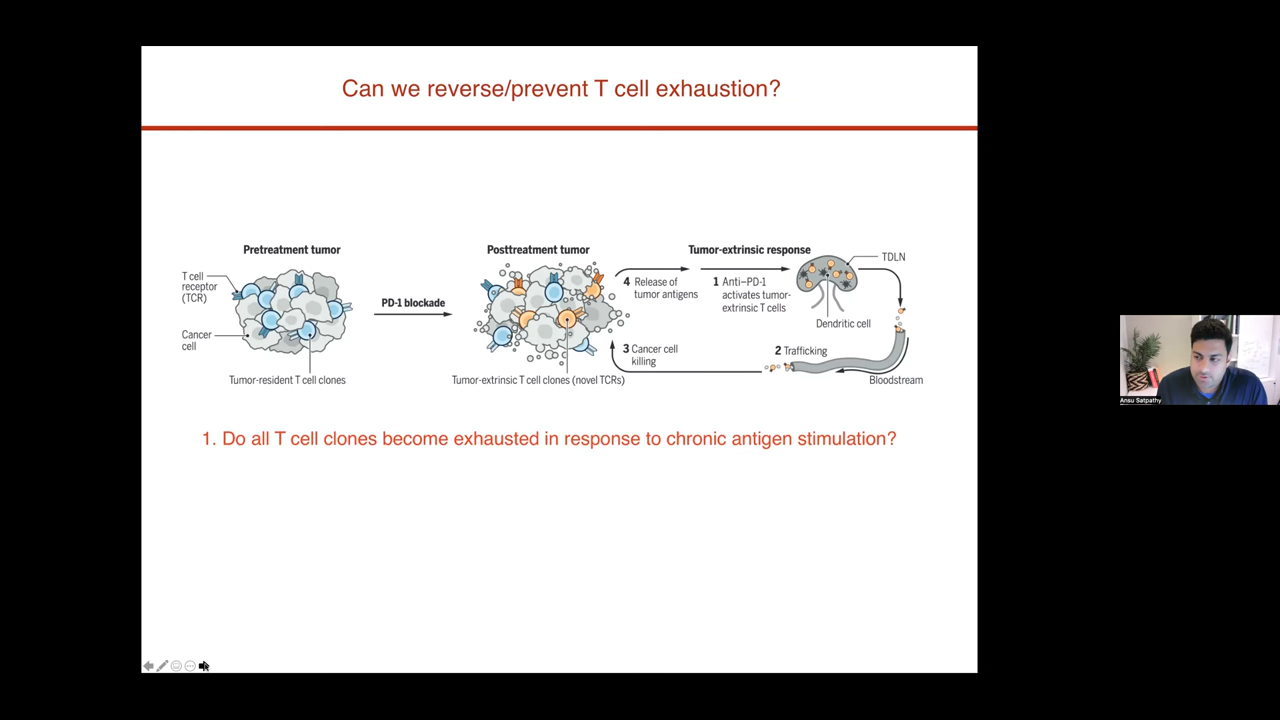 Can we reverse/prevent T cell exhaustion?
Pretreatment tumor
T cell
receptor
(TCR)
Cancer
cell
Tumor-resident T cell clones
PD-1 blockade
Posttreatment tumor
Tumor-extrinsic T cell clones (novel TCRs)
Tumor-extrinsic response
4 Release of
tumor antigens
1 Anti–PD-1
activates tumor-
extrinsic T cells
TDLN
Dendritic cell
3 Cancer cell
killing
2 Trafficking
Bloodstream
1. Do all T cell clones become exhausted in response to chronic antigen stimulation?
Ansu Satpathy